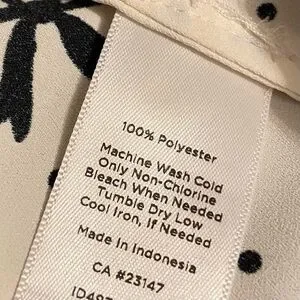 100% Polyester
Machine Wash Cold
Only Non-Chlorine
Bleach When Needed
Tumble Dry Low
Cool Iron, If Needed
Made in Indonesia
CA #23147